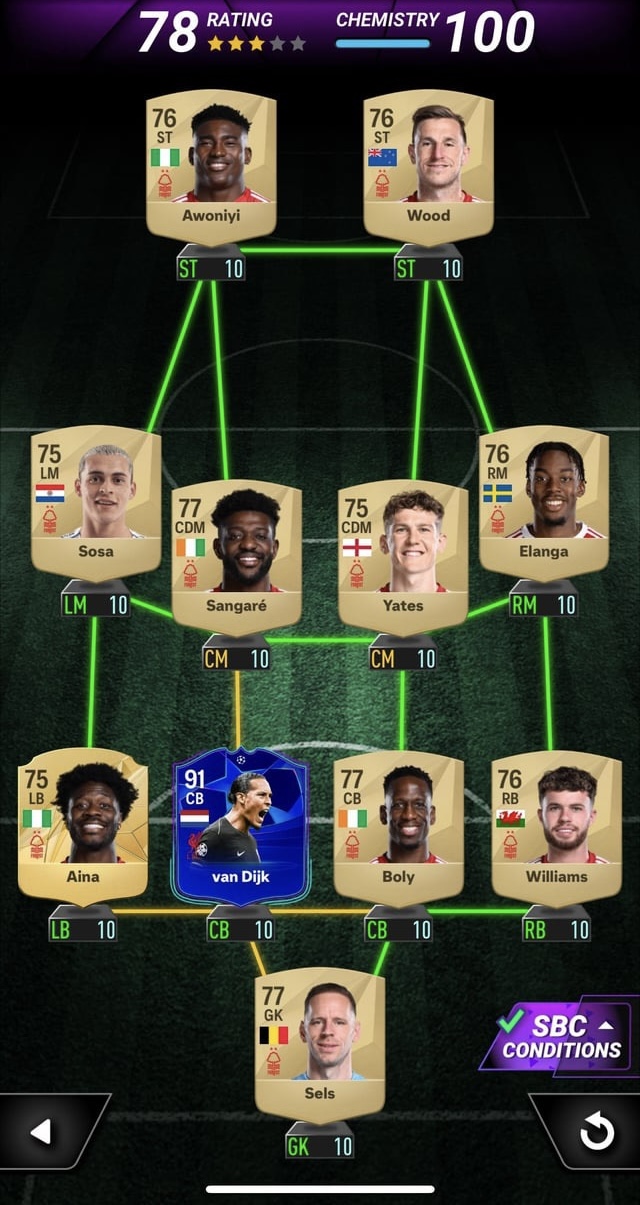 78 RATING CHEMISTRY 100
76 76
ST ST
Awoniyi Wood
ST 10 ST 10
75 76
LM RM
77 75
CDM CDM
Sosa Elanga
Sangaré Yates
LM 10 RM 10
CM 10 CM 10
75 91 77 76
LB CB CB RB
Aina van Dijk Boly Williams
LB 10 CB 10 CB 10 RB 10
77
GK
SBC
CONDITIONS
Sels
GK 10